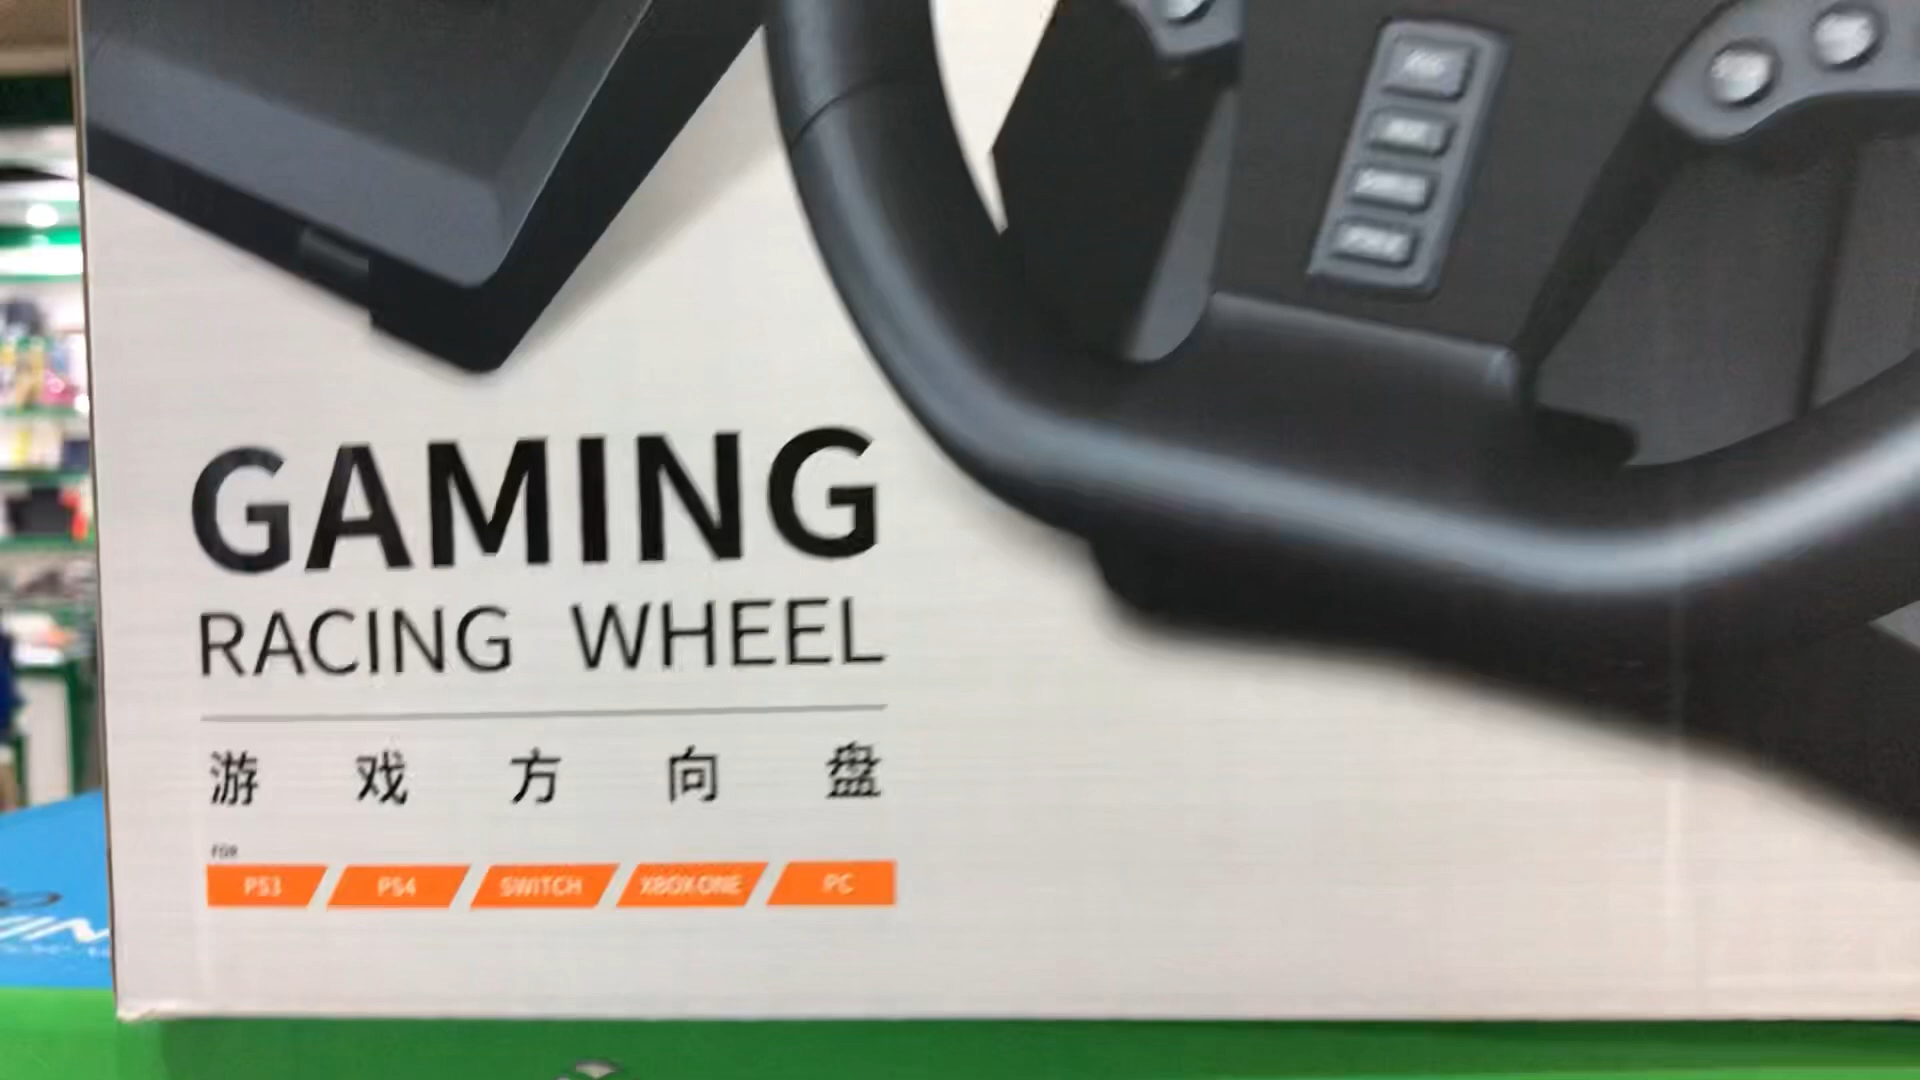 GAMING
RACING WHEEL
游戏方向盘
FOR
PS3 PS4 SWITCH XBOX ONE PC